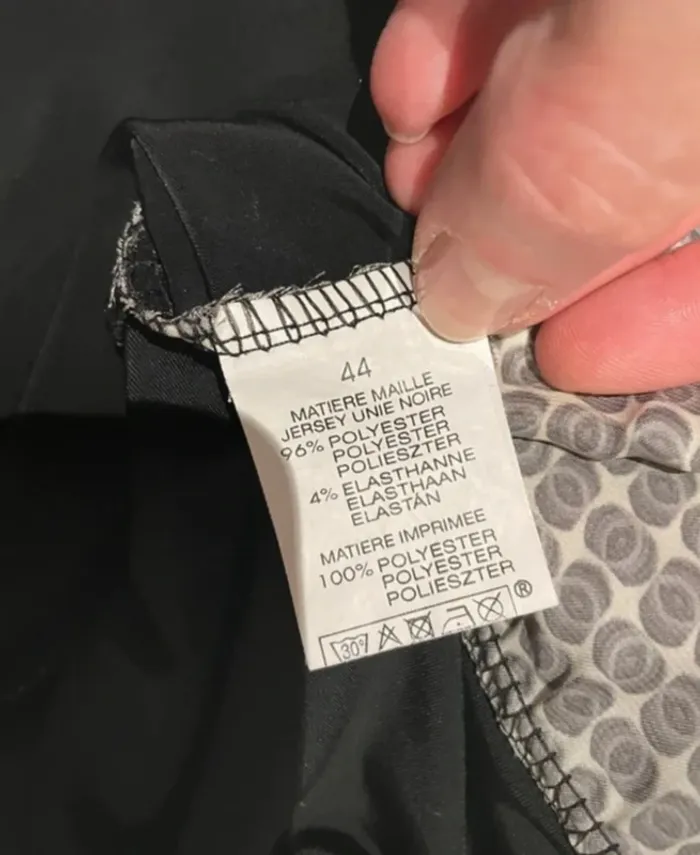 44
MATIERE MAILLE
JERSEY UNIE NOIRE
96% POLYESTER
POLYESTER
POLIESZTER
4% ELASTHANNE
ELASTHAAN
ELASTÁN
MATIERE IMPRIMEE
100% POLYESTER
POLYESTER
POLIESZTER
®
30°